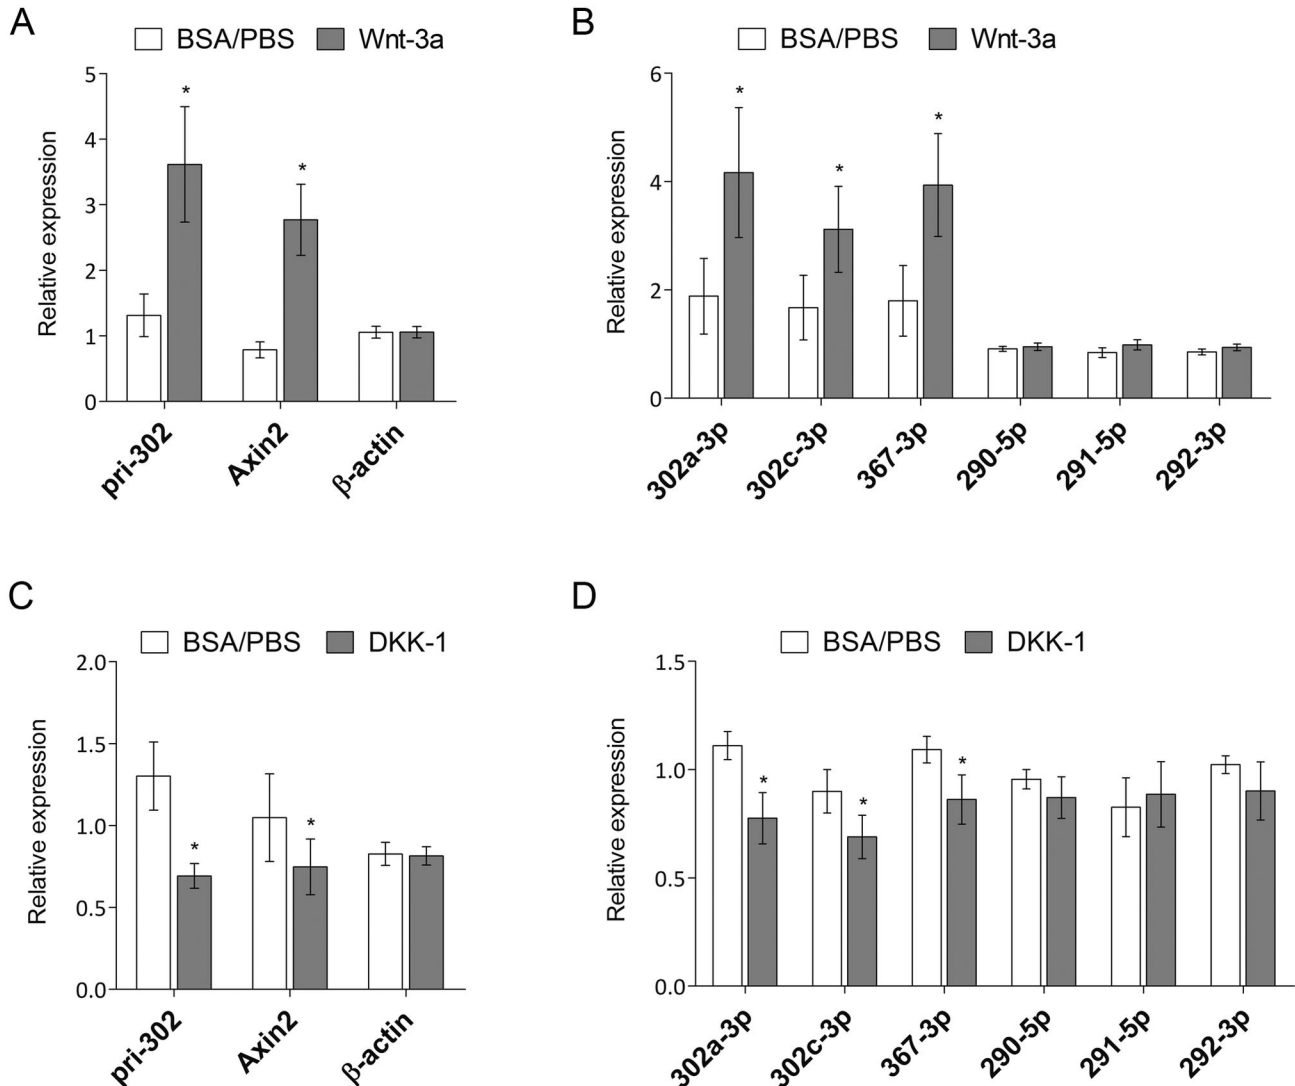 A
BSA/PBS Wnt-3a
Relative expression
5
4
3
2
1
0
*
*
pri-302
Axin2
β-actin
B
BSA/PBS Wnt-3a
Relative expression
6
4
2
0
*
*
*
302a-3p
302c-3p
367-3p
290-5p
291-5p
292-3p
C
BSA/PBS DKK-1
Relative expression
2.0
1.5
1.0
0.5
0.0
*
*
pri-302
Axin2
β-actin
D
BSA/PBS DKK-1
Relative expression
1.5
1.0
0.5
0.0
*
*
*
302a-3p
302c-3p
367-3p
290-5p
291-5p
292-3p